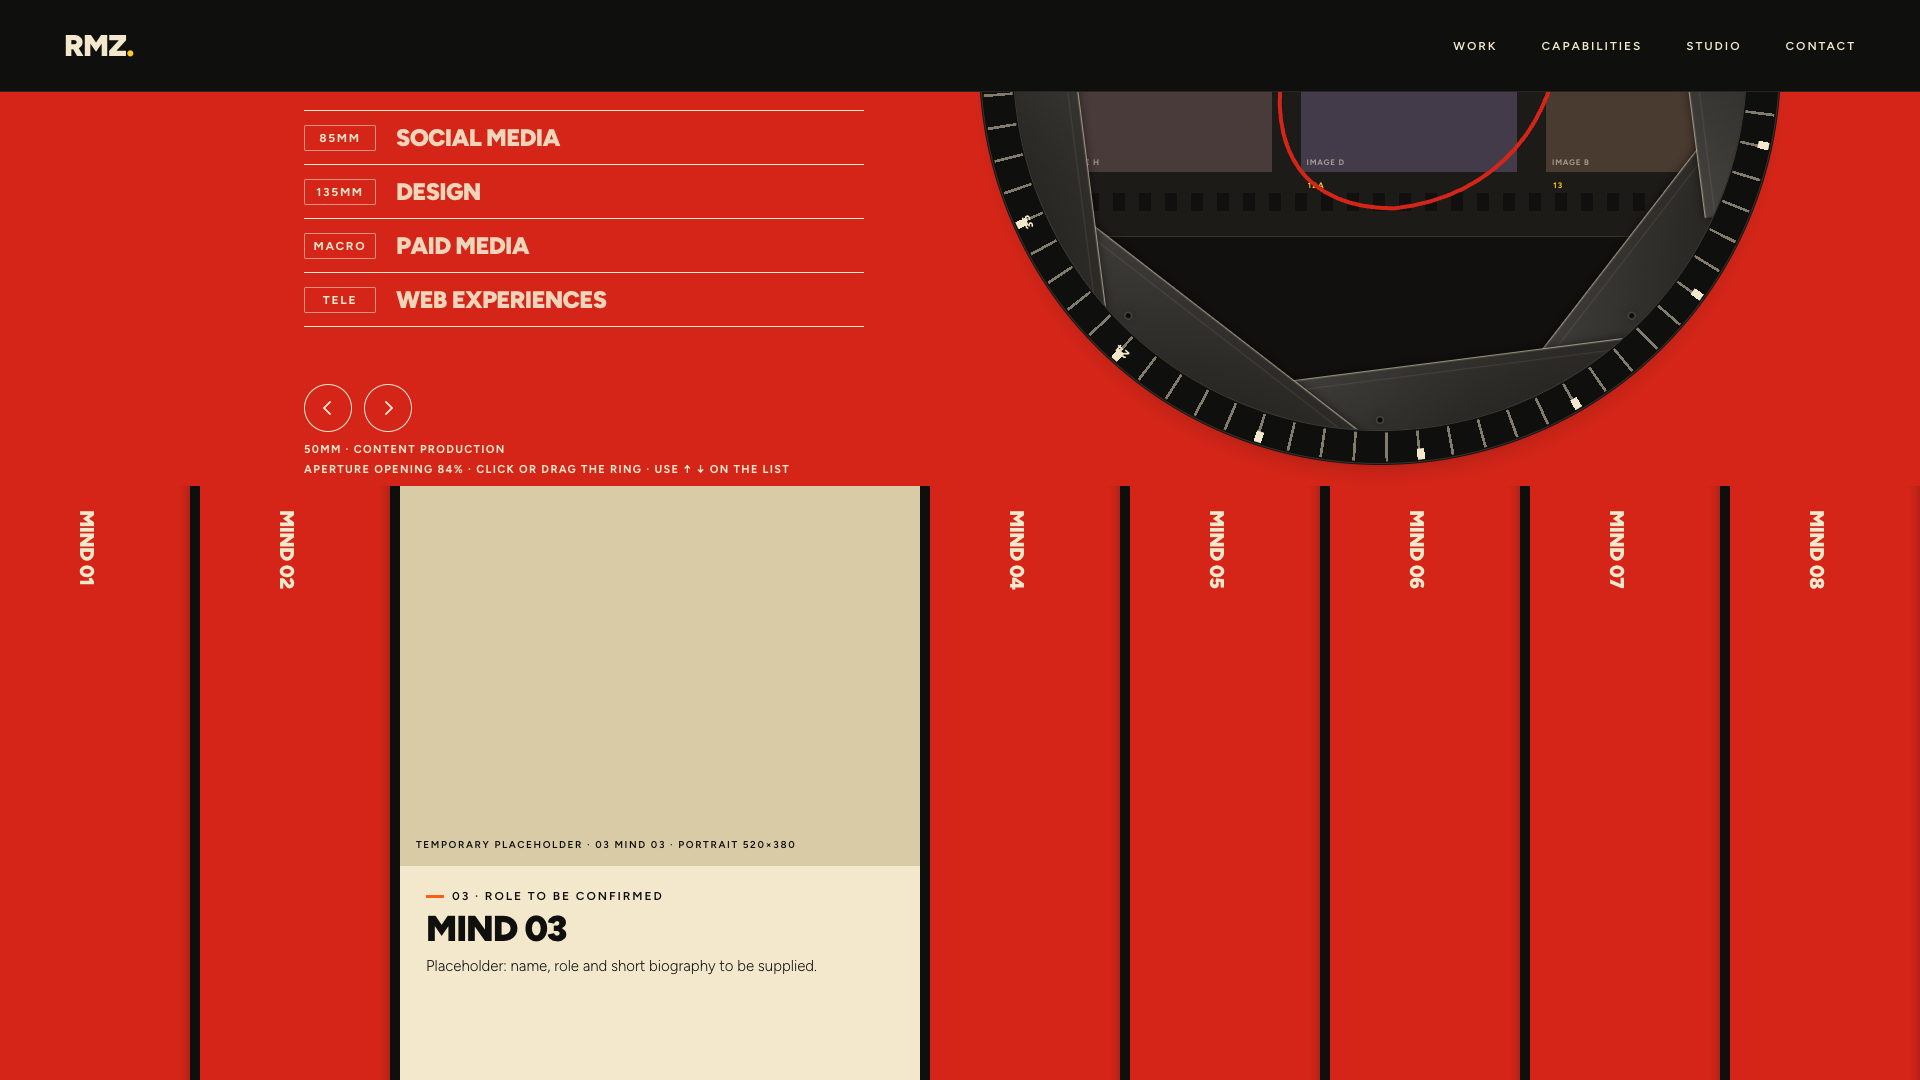 RMZ.
WORK
CAPABILITIES
STUDIO
CONTACT
85MM SOCIAL MEDIA
135MM DESIGN
MACRO PAID MEDIA
TELE WEB EXPERIENCES
IMAGE D
IMAGE B
13
50MM · CONTENT PRODUCTION
APERTURE OPENING 84% · CLICK OR DRAG THE RING · USE ↑ ↓ ON THE LIST
MIND 01
MIND 02
TEMPORARY PLACEHOLDER · 03 MIND 03 · PORTRAIT 520×380
03 · ROLE TO BE CONFIRMED
MIND 03
Placeholder: name, role and short biography to be supplied.
MIND 04
MIND 05
MIND 06
MIND 07
MIND 08